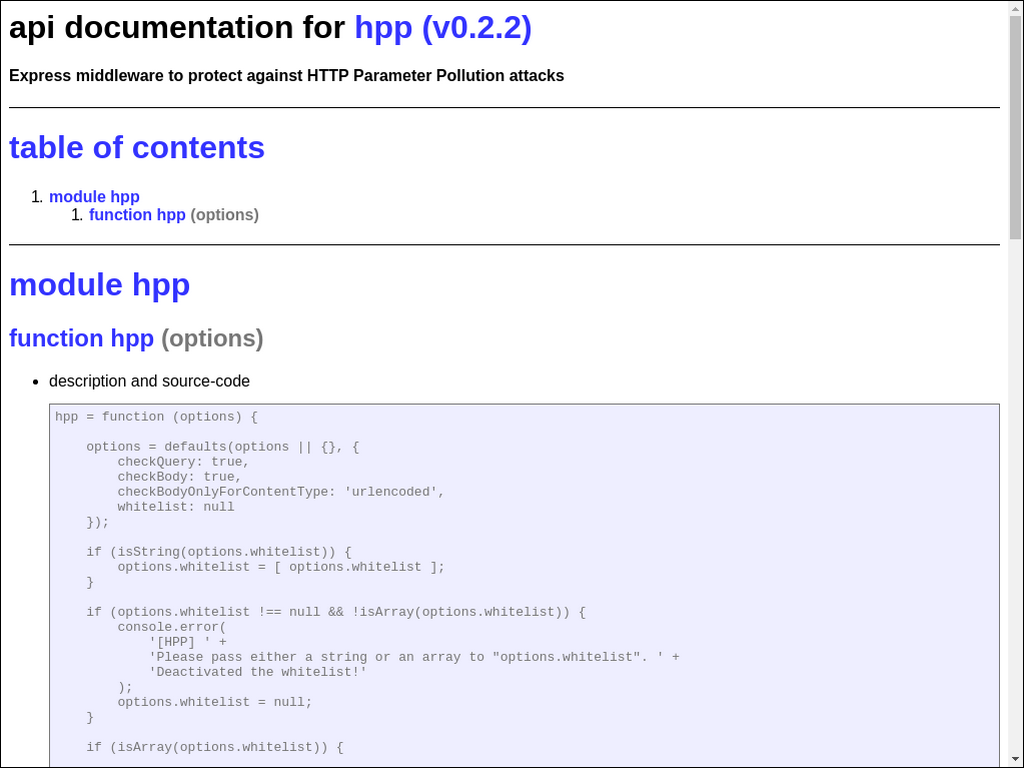 api documentation for hpp (v0.2.2)
Express middleware to protect against HTTP Parameter Pollution attacks
table of contents
1. module hpp
1. function hpp (options)
module hpp
function hpp (options)
• description and source-code
hpp = function (options) {
    options = defaults(options || {}, {
        checkQuery: true,
        checkBody: true,
        checkBodyOnlyForContentType: 'urlencoded',
        whitelist: null
    });
    if (isString(options.whitelist)) {
        options.whitelist = [ options.whitelist ];
    }
    if (options.whitelist !== null && !isArray(options.whitelist)) {
        console.error(
            '[HPP] ' +
            'Please pass either a string or an array to "options.whitelist". ' +
            'Deactivated the whitelist!'
        );
        options.whitelist = null;
    }
    if (isArray(options.whitelist)) {